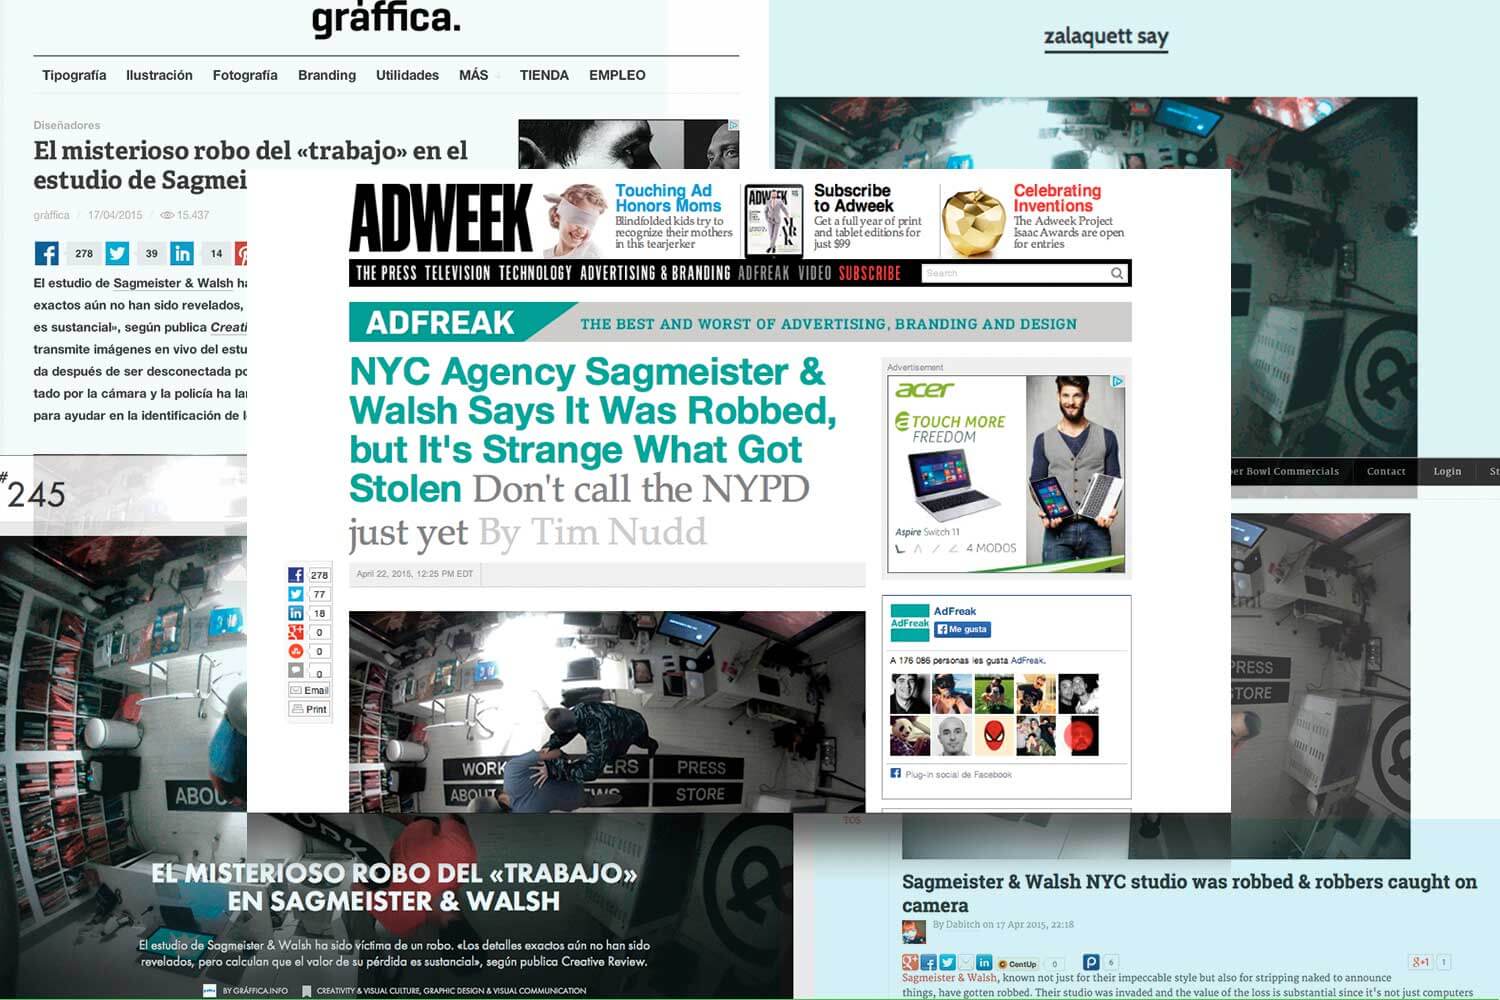 gráffica.
Tipografía Ilustración Fotografía Branding Utilidades MÁS TIENDA EMPLEO
Diseñadores
El misterioso robo del «trabajo» en el
estudio de Sagmei
gràffica / 17/04/2015 / 15.437
278 39 14
El estudio de Sagmeister & Walsh ha
exactos aún no han sido revelados,
es sustancial», según publica Creati
transmite imágenes en vivo del estu
da después de ser desconectada po
tado por la cámara y la policía ha lan
para ayudar en la identificación de l
zalaquett say
ADWEEK
Touching Ad
Honors Moms
Blindfolded kids try to
recognize their mothers
in this tearjerker
ADWEEK
Subscribe
to Adweek
Get a full year of print
and tablet editions for
just $99
Celebrating
Inventions
The Adweek Project
Isaac Awards are open
for entries
THE PRESS TELEVISION TECHNOLOGY ADVERTISING & BRANDING ADFREAK VIDEO SUBSCRIBE
Search
ADFREAK
THE BEST AND WORST OF ADVERTISING, BRANDING AND DESIGN
NYC Agency Sagmeister &
Walsh Says It Was Robbed,
but It's Strange What Got
Stolen Don't call the NYPD
just yet By Tim Nudd
April 22, 2015, 12:25 PM EDT
278
77
18
0
0
0
Email
Print
WORK ERS PRESS
ABOUT EWS STORE
Advertisement
acer
TOUCH MORE
FREEDOM
Aspire Switch 11
4 MODOS
AdFreak
AdFreak
Me gusta
A 176 086 personas les gusta AdFreak.
Plug-in social de Facebook
#245
ABOU
EL MISTERIOSO ROBO DEL «TRABAJO»
EN SAGMEISTER & WALSH
El estudio de Sagmeister & Walsh ha sido víctima de un robo. «Los detalles exactos aún no han sido
revelados, pero calculan que el valor de su pérdida es sustancial», según publica Creative Review.
BY GRÁFFICA.INFO CREATIVITY & VISUAL CULTURE, GRAPHIC DESIGN & VISUAL COMMUNICATION
per Bowl Commercials Contact Login St
PRESS
STORE
TOS
Sagmeister & Walsh NYC studio was robbed & robbers caught on
camera
By Dabitch on 17 Apr 2015, 22:18
CentUp 0 6 +1 1
Sagmeister & Walsh, known not just for their impeccable style but also for stripping naked to announce
things, have gotten robbed. Their studio was invaded and the value of the loss is substantial since it's not just computers